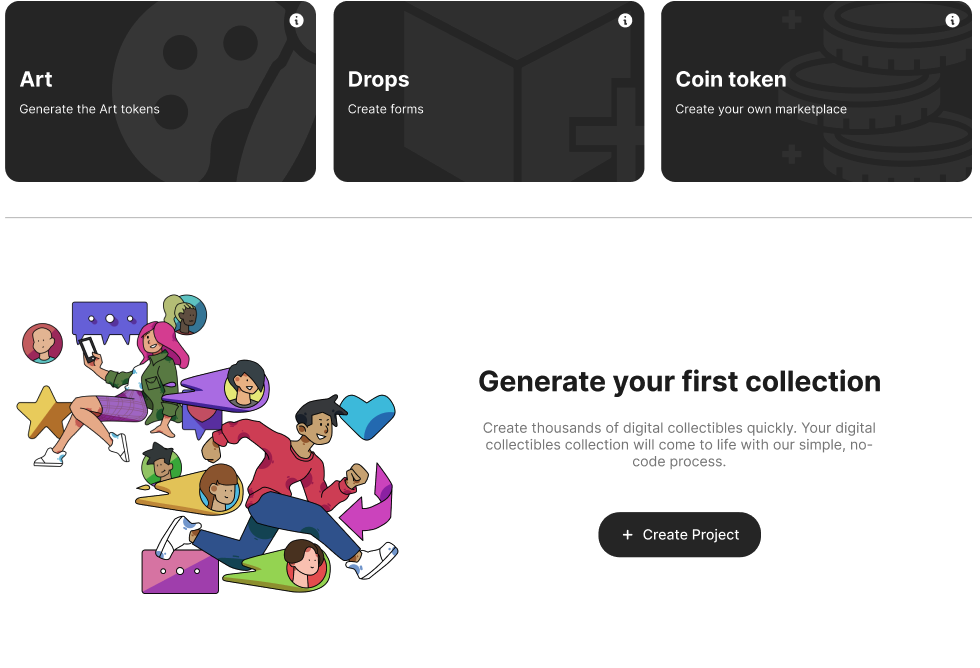 Art
Generate the Art tokens
Drops
Create forms
Coin token
Create your own marketplace
Generate your first collection
Create thousands of digital collectibles quickly. Your digital
collectibles collection will come to life with our simple, no-
code process.
+ Create Project